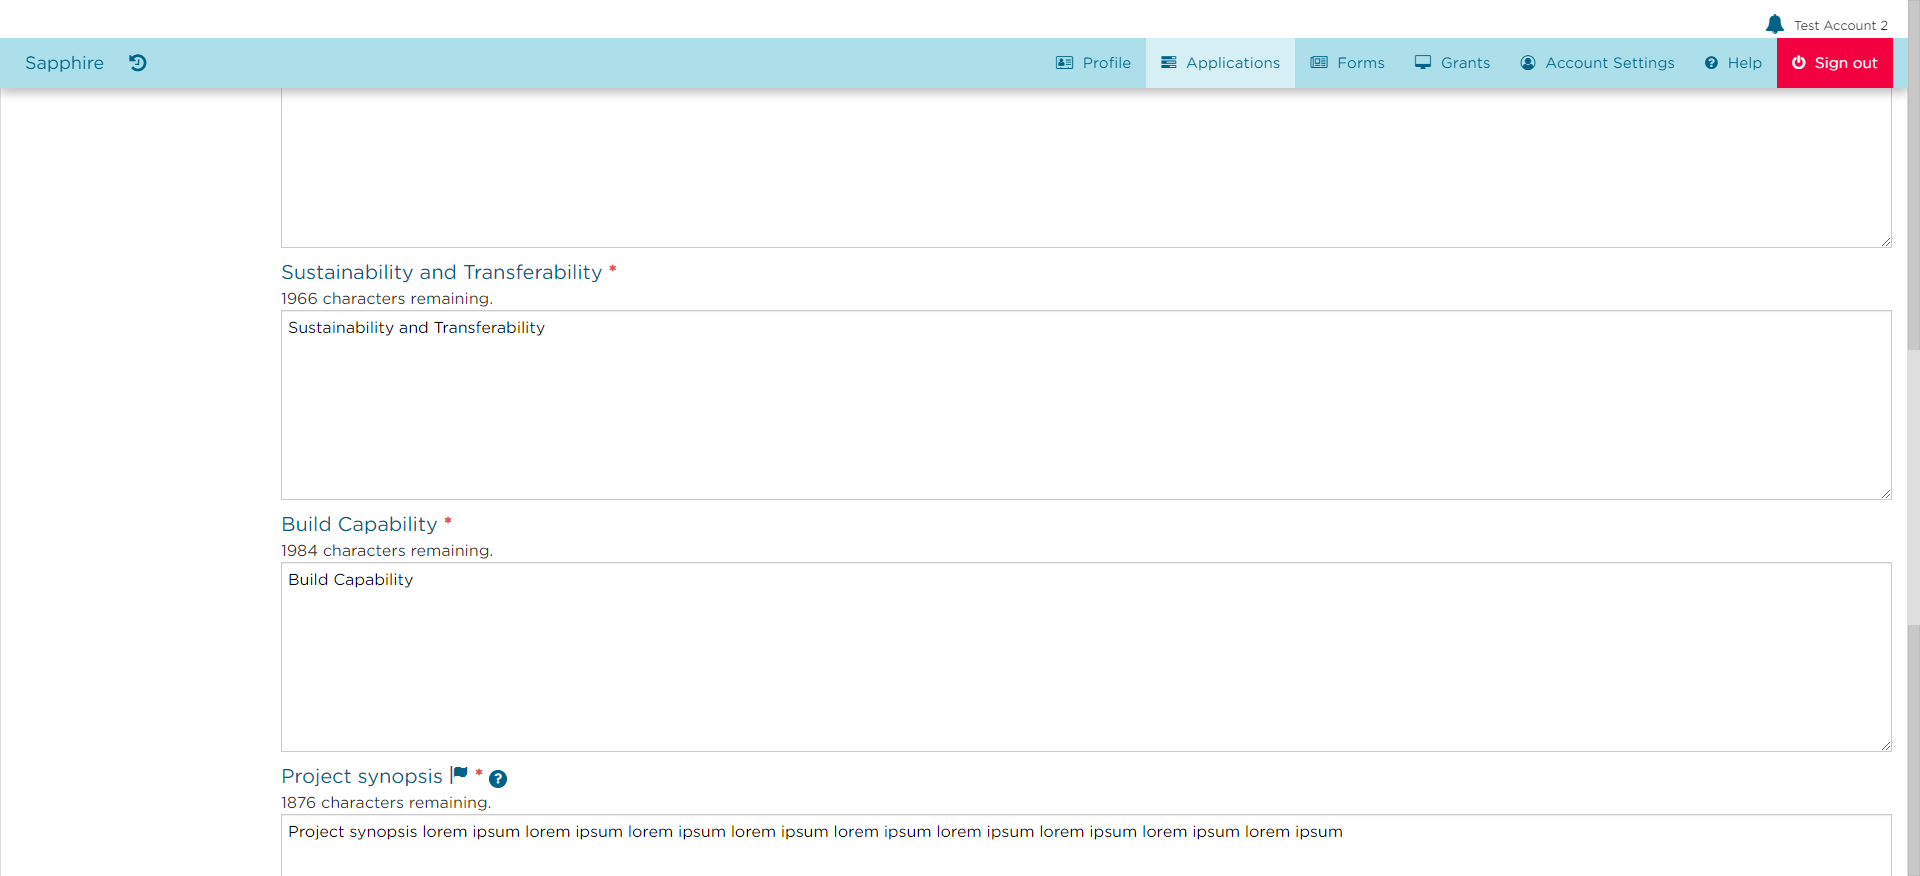 Test Account 2
Sapphire
Profile
Applications
Forms
Grants
Account Settings
Help
Sign out
Sustainability and Transferability *
1966 characters remaining.
Sustainability and Transferability
Build Capability *
1984 characters remaining.
Build Capability
Project synopsis * ?
1876 characters remaining.
Project synopsis lorem ipsum lorem ipsum lorem ipsum lorem ipsum lorem ipsum lorem ipsum lorem ipsum lorem ipsum lorem ipsum